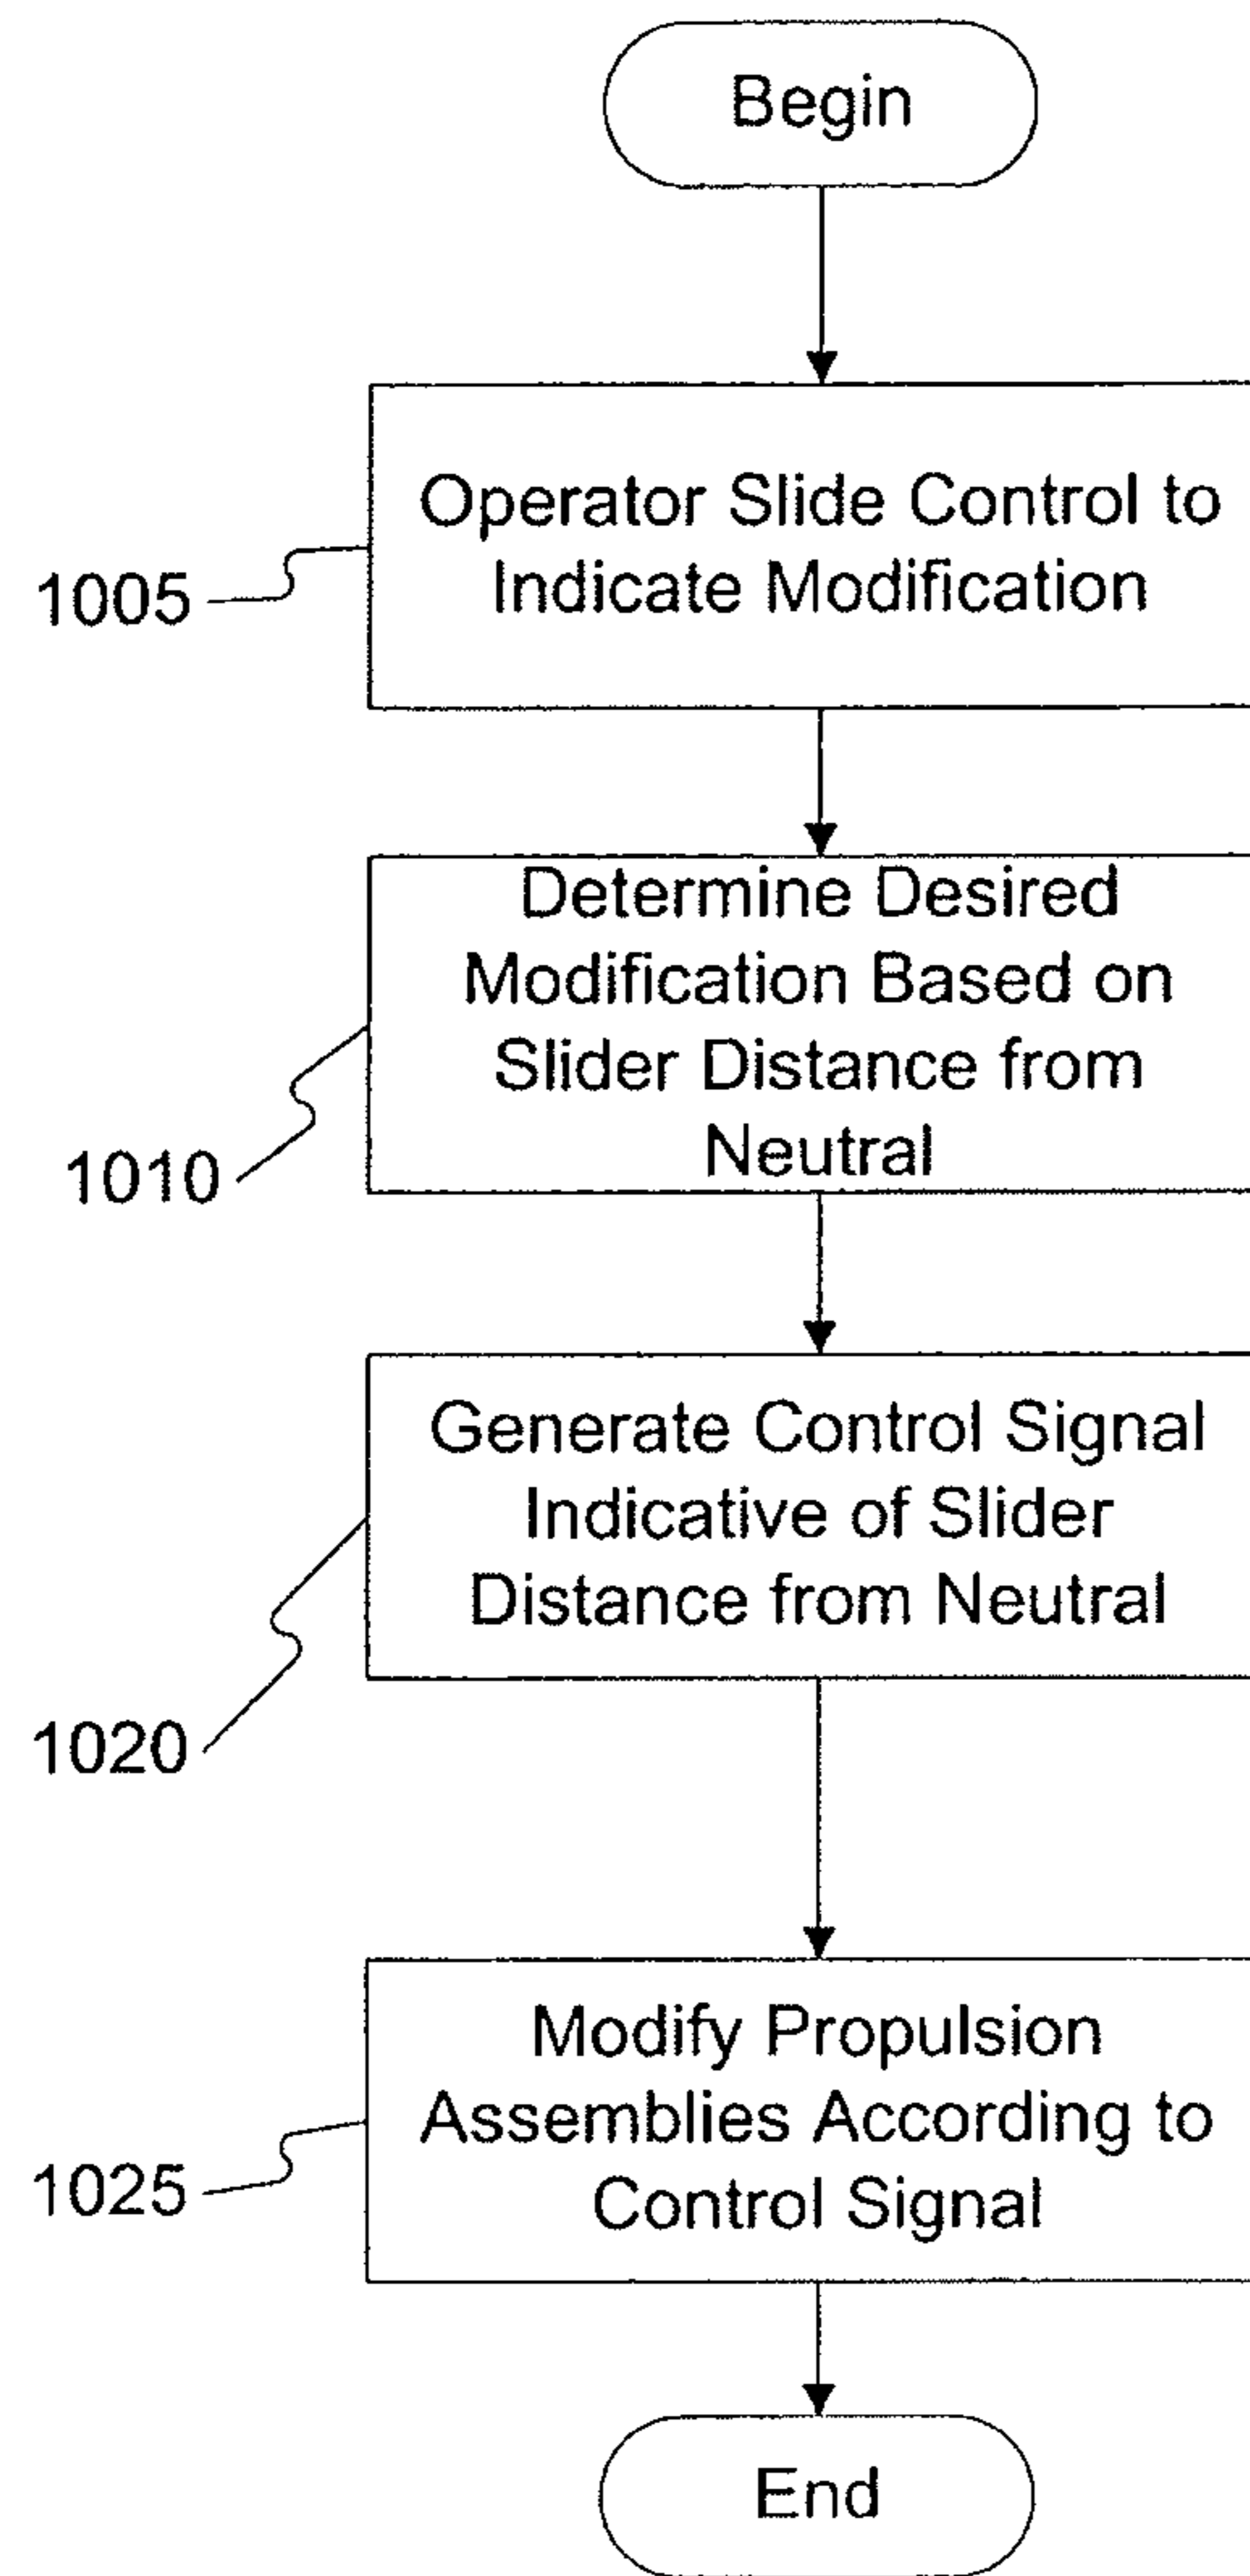 Begin
Operator Slide Control to
Indicate Modification
1005
Determine Desired
Modification Based on
Slider Distance from
Neutral
1010
Generate Control Signal
Indicative of Slider
Distance from Neutral
1020
Modify Propulsion
Assemblies According to
Control Signal
1025
End